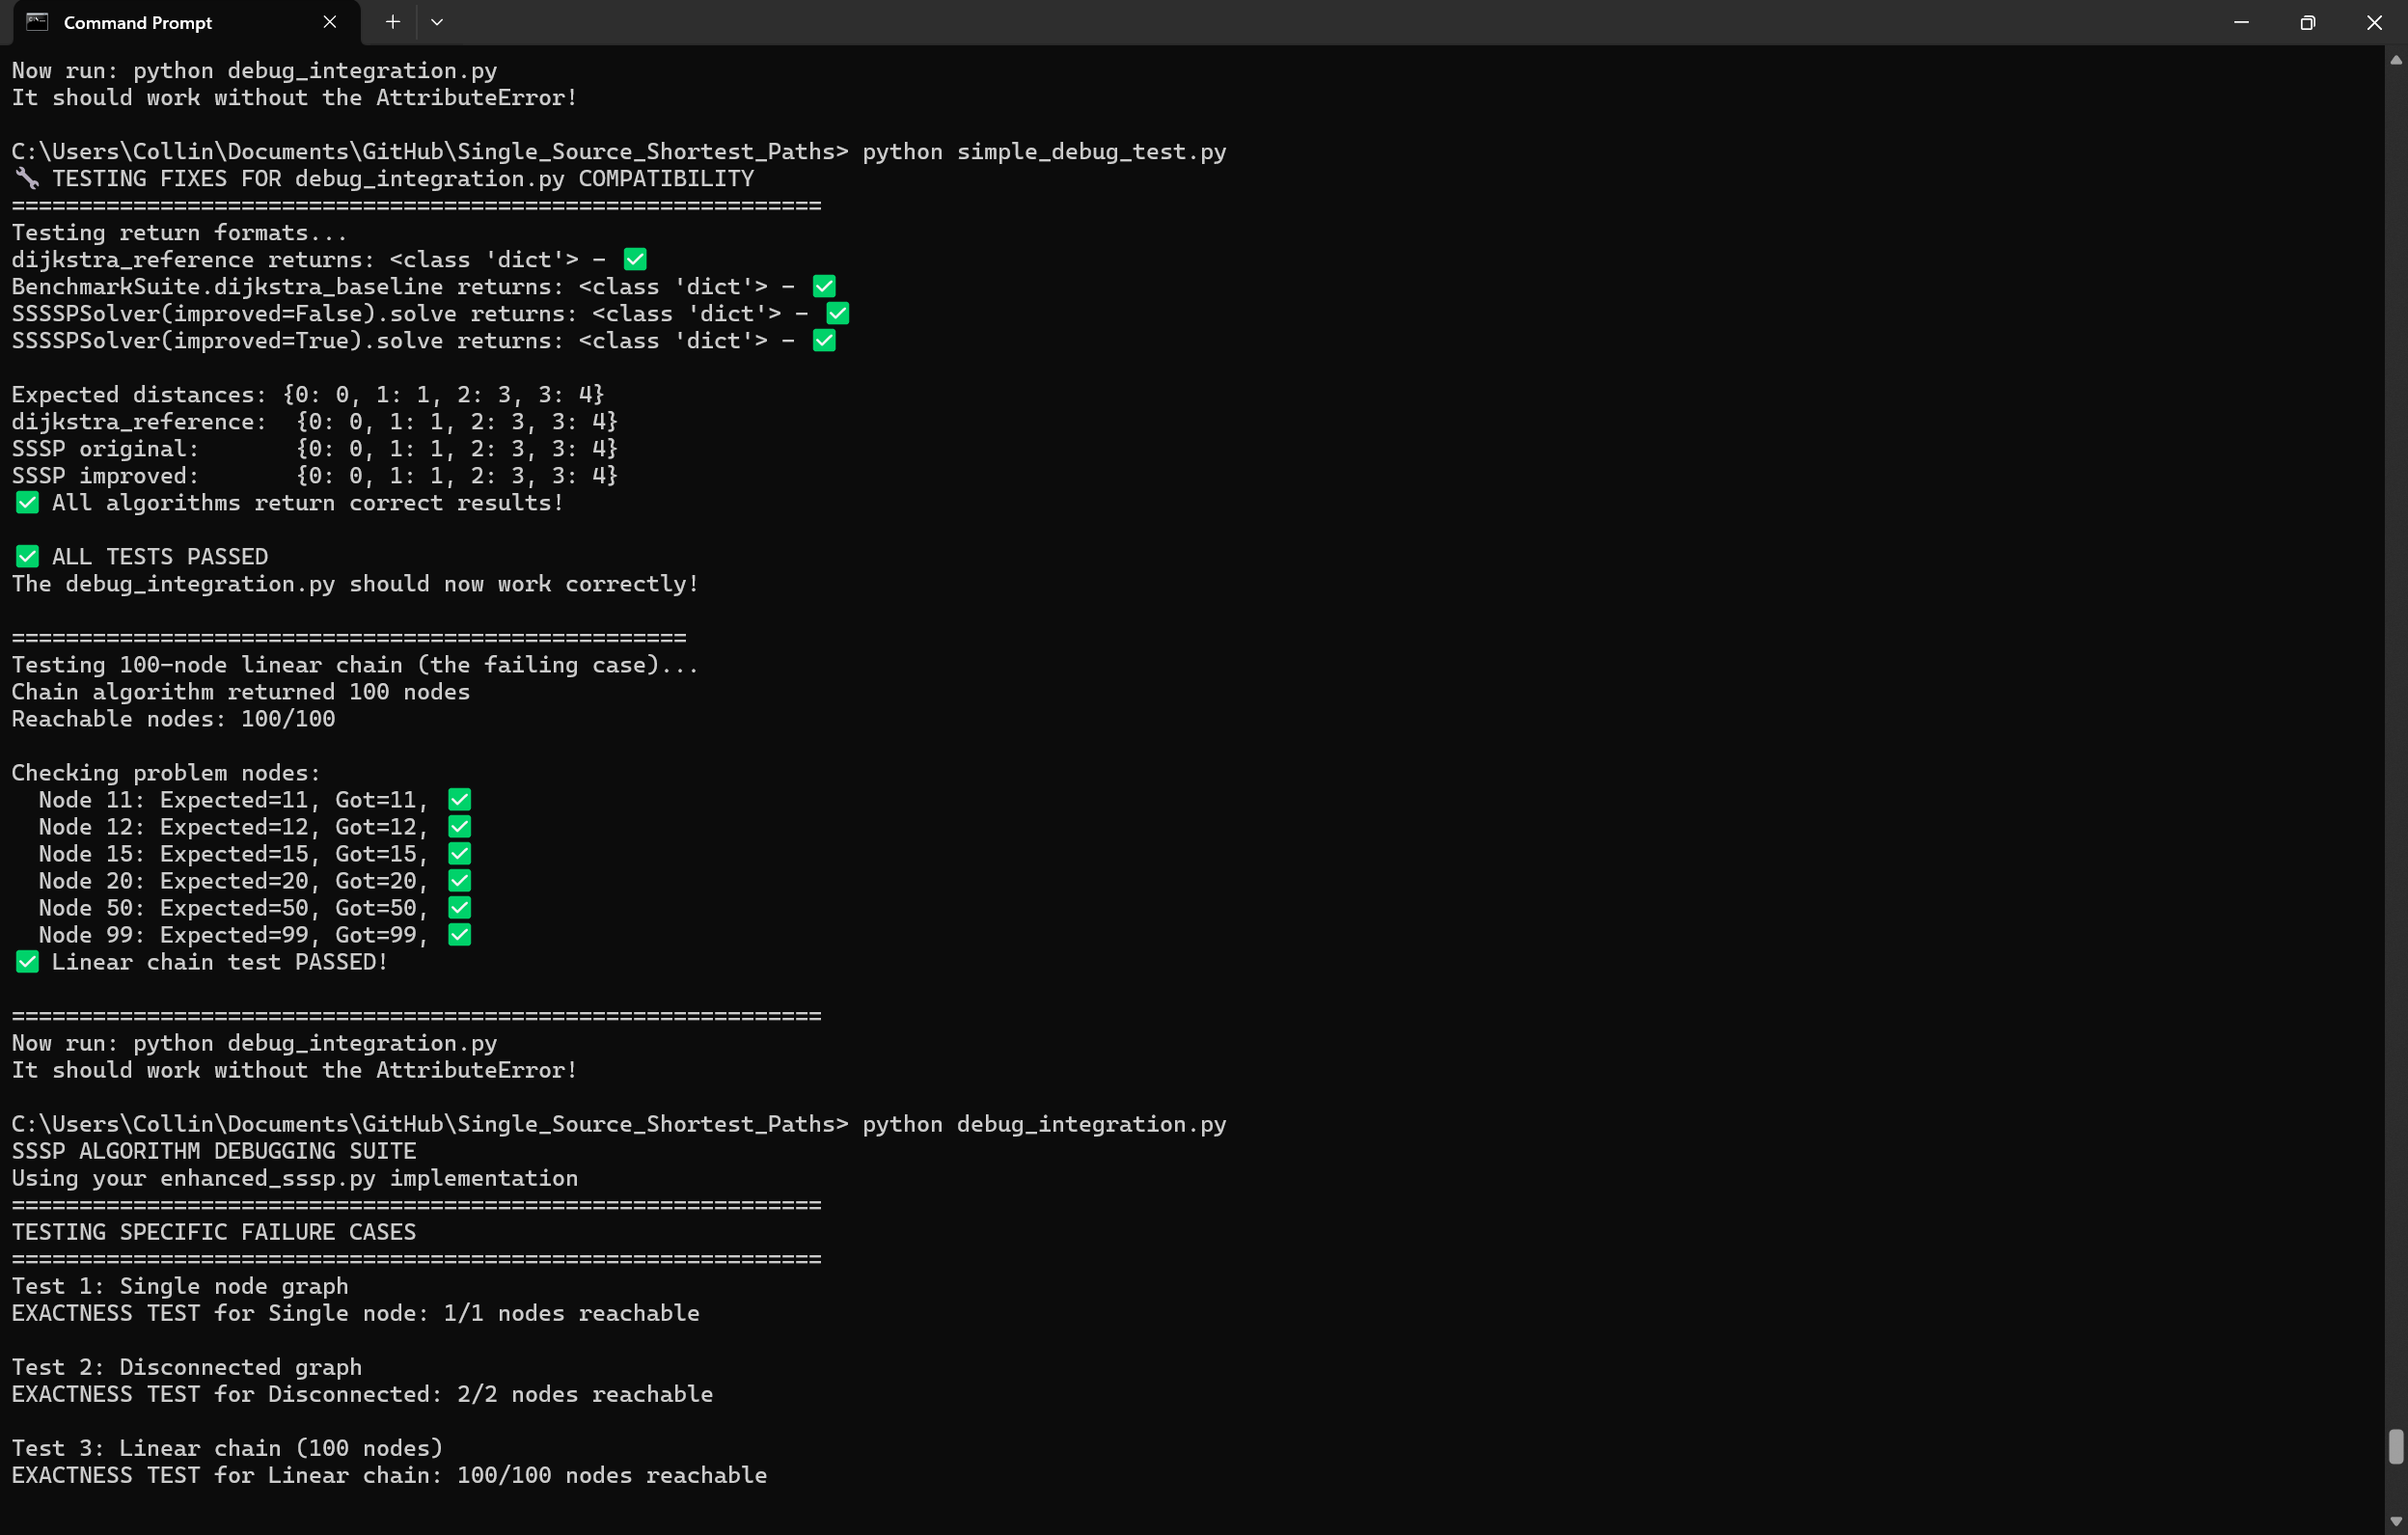 Command Prompt
Now run: python debug_integration.py
It should work without the AttributeError!
C:\Users\Collin\Documents\GitHub\Single_Source_Shortest_Paths> python simple_debug_test.py
🔧 TESTING FIXES FOR debug_integration.py COMPATIBILITY
============================================================
Testing return formats...
dijkstra_reference returns: <class 'dict'> - ✅
BenchmarkSuite.dijkstra_baseline returns: <class 'dict'> - ✅
SSSSPSolver(improved=False).solve returns: <class 'dict'> - ✅
SSSSPSolver(improved=True).solve returns: <class 'dict'> - ✅
Expected distances: {0: 0, 1: 1, 2: 3, 3: 4}
dijkstra_reference:  {0: 0, 1: 1, 2: 3, 3: 4}
SSSP original:       {0: 0, 1: 1, 2: 3, 3: 4}
SSSP improved:       {0: 0, 1: 1, 2: 3, 3: 4}
✅ All algorithms return correct results!
✅ ALL TESTS PASSED
The debug_integration.py should now work correctly!
==================================================
Testing 100-node linear chain (the failing case)...
Chain algorithm returned 100 nodes
Reachable nodes: 100/100
Checking problem nodes:
  Node 11: Expected=11, Got=11, ✅
  Node 12: Expected=12, Got=12, ✅
  Node 15: Expected=15, Got=15, ✅
  Node 20: Expected=20, Got=20, ✅
  Node 50: Expected=50, Got=50, ✅
  Node 99: Expected=99, Got=99, ✅
✅ Linear chain test PASSED!
============================================================
Now run: python debug_integration.py
It should work without the AttributeError!
C:\Users\Collin\Documents\GitHub\Single_Source_Shortest_Paths> python debug_integration.py
SSSP ALGORITHM DEBUGGING SUITE
Using your enhanced_sssp.py implementation
============================================================
TESTING SPECIFIC FAILURE CASES
============================================================
Test 1: Single node graph
EXACTNESS TEST for Single node: 1/1 nodes reachable
Test 2: Disconnected graph
EXACTNESS TEST for Disconnected: 2/2 nodes reachable
Test 3: Linear chain (100 nodes)
EXACTNESS TEST for Linear chain: 100/100 nodes reachable